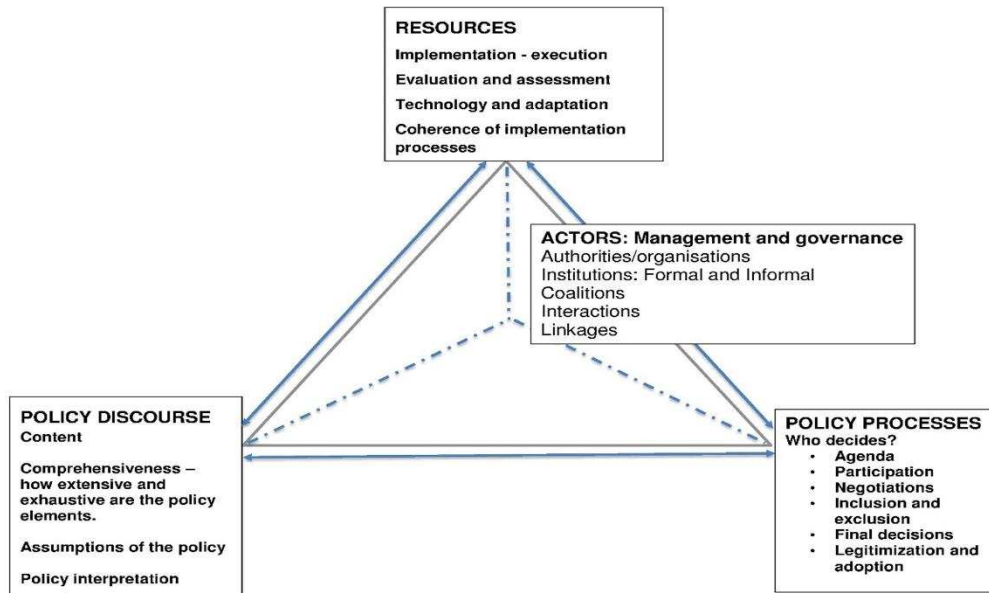 RESOURCES
Implementation - execution
Evaluation and assessment
Technology and adaptation
Coherence of implementation
processes
ACTORS: Management and governance
Authorities/organisations
Institutions: Formal and Informal
Coalitions
Interactions
Linkages
POLICY DISCOURSE
Content
Comprehensiveness –
how extensive and
exhaustive are the policy
elements.
Assumptions of the policy
Policy interpretation
POLICY PROCESSES
Who decides?
• Agenda
• Participation
• Negotiations
• Inclusion and
exclusion
• Final decisions
• Legitimization and
adoption